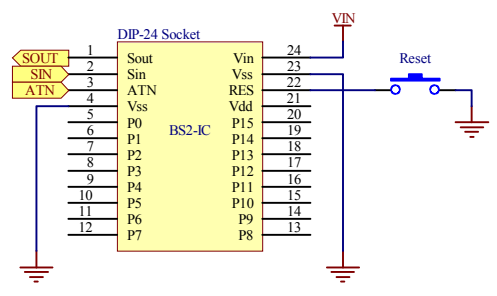 VIN
DIP-24 Socket
SOUT 1 Sout Vin 24 Reset
SIN 2 Sin Vss 23
ATN 3 ATN RES 22
4 Vss Vdd 21
5 P0 P15 20
6 P1 BS2-IC P14 19
7 P2 P13 18
8 P3 P12 17
9 P4 P11 16
10 P5 P10 15
11 P6 P9 14
12 P7 P8 13